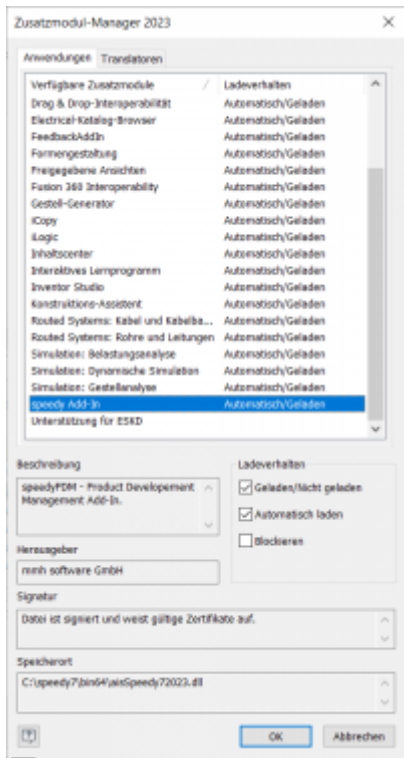 Zusatzmodul-Manager 2023
Anwendungen Translatoren
Verfügbare Zusatzmodule / Ladeverhalten
Drag & Drop-Interoperabilität Automatisch/Geladen
Electrical-Katalog-Browser Automatisch/Geladen
FeedbackAddIn Automatisch/Geladen
Formengestaltung Automatisch/Geladen
Freigegebene Ansichten Automatisch/Geladen
Fusion 360 Interoperability Automatisch/Geladen
Gestell-Generator Automatisch/Geladen
iCopy Automatisch/Geladen
iLogic Automatisch/Geladen
Inhaltscenter Automatisch/Geladen
Interaktives Lernprogramm Automatisch/Geladen
Inventor Studio Automatisch/Geladen
Konstruktions-Assistent Automatisch/Geladen
Routed Systems: Kabel und Kabelba... Automatisch/Geladen
Routed Systems: Rohre und Leitungen Automatisch/Geladen
Simulation: Belastungsanalyse Automatisch/Geladen
Simulation: Dynamische Simulation Automatisch/Geladen
Simulation: Gestellanalyse Automatisch/Geladen
speedy Add-In Automatisch/Geladen
Unterstützung für ESKD
Beschreibung
speedyPDM - Product Developement
Management Add-In.
Ladeverhalten
Geladen/Nicht geladen
Automatisch laden
Blockieren
Herausgeber
mmh software GmbH
Signatur
Datei ist signiert und weist gültige Zertifikate auf.
Speicherort
C:\speedy7\bin64\aisSpeedy72023.dll
OK Abbrechen